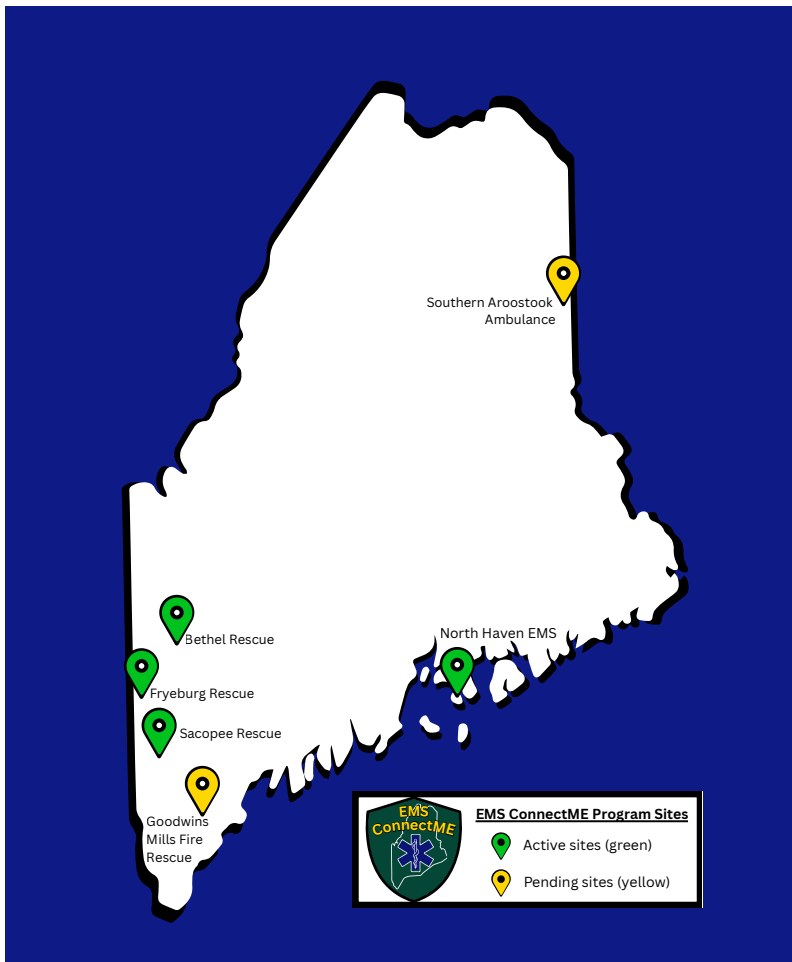 Southern Aroostook
Ambulance
Bethel Rescue
North Haven EMS
Fryeburg Rescue
Sacopee Rescue
Goodwins
Mills Fire
Rescue
EMS
ConnectME
EMS ConnectME Program Sites
Active sites (green)
Pending sites (yellow)